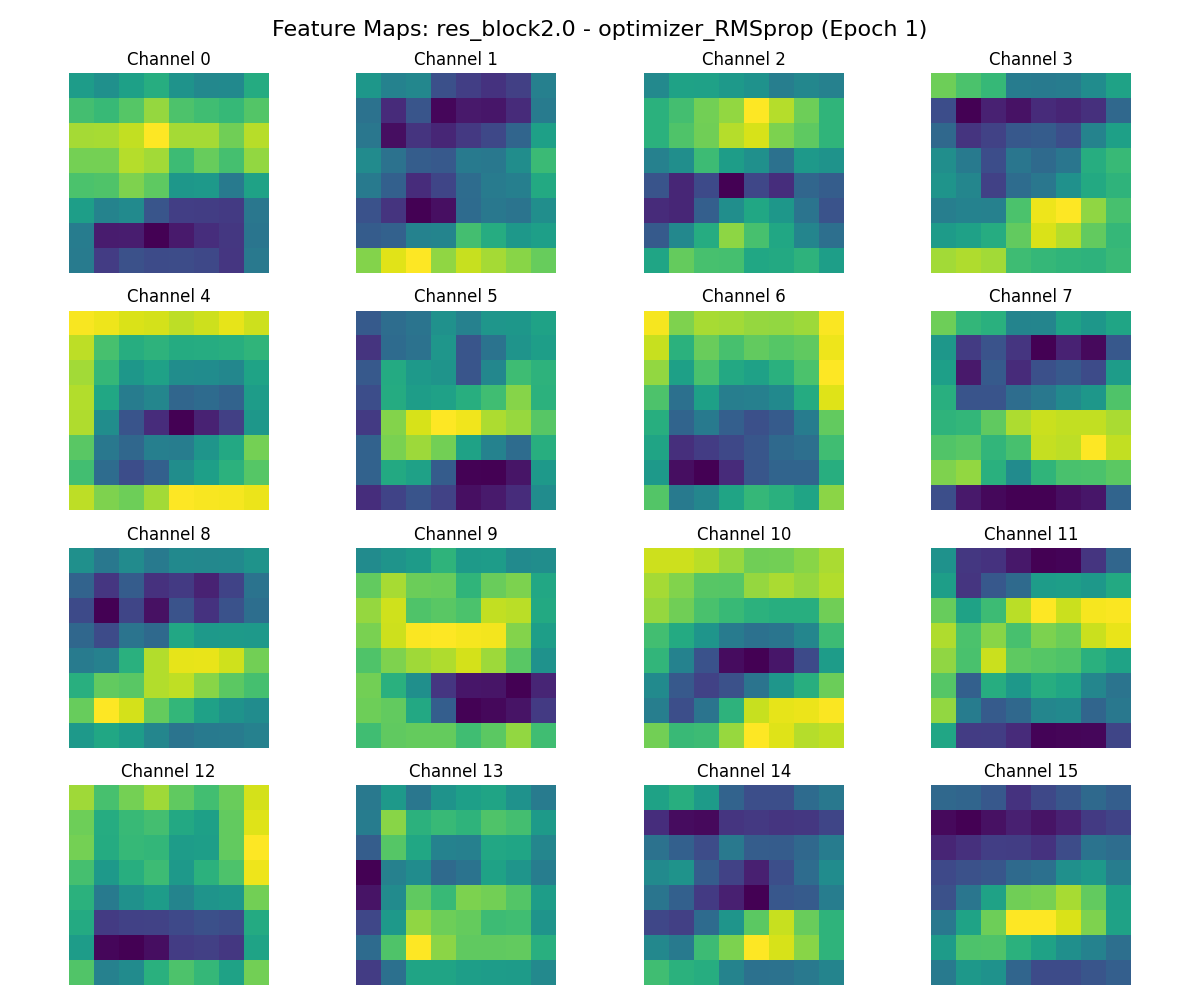 Feature Maps: res_block2.0 - optimizer_RMSprop (Epoch 1)
Channel 0
Channel 1
Channel 2
Channel 3
Channel 4
Channel 5
Channel 6
Channel 7
Channel 8
Channel 9
Channel 10
Channel 11
Channel 12
Channel 13
Channel 14
Channel 15